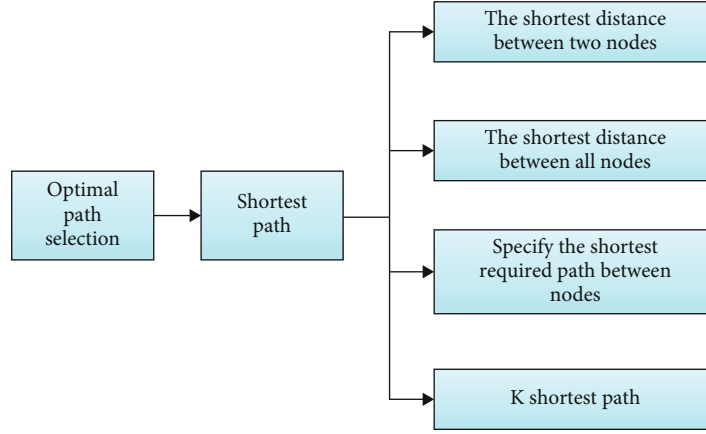 Optimal
path
selection
Shortest
path
The shortest distance
between two nodes
The shortest distance
between all nodes
Specify the shortest
required path between
nodes
K shortest path